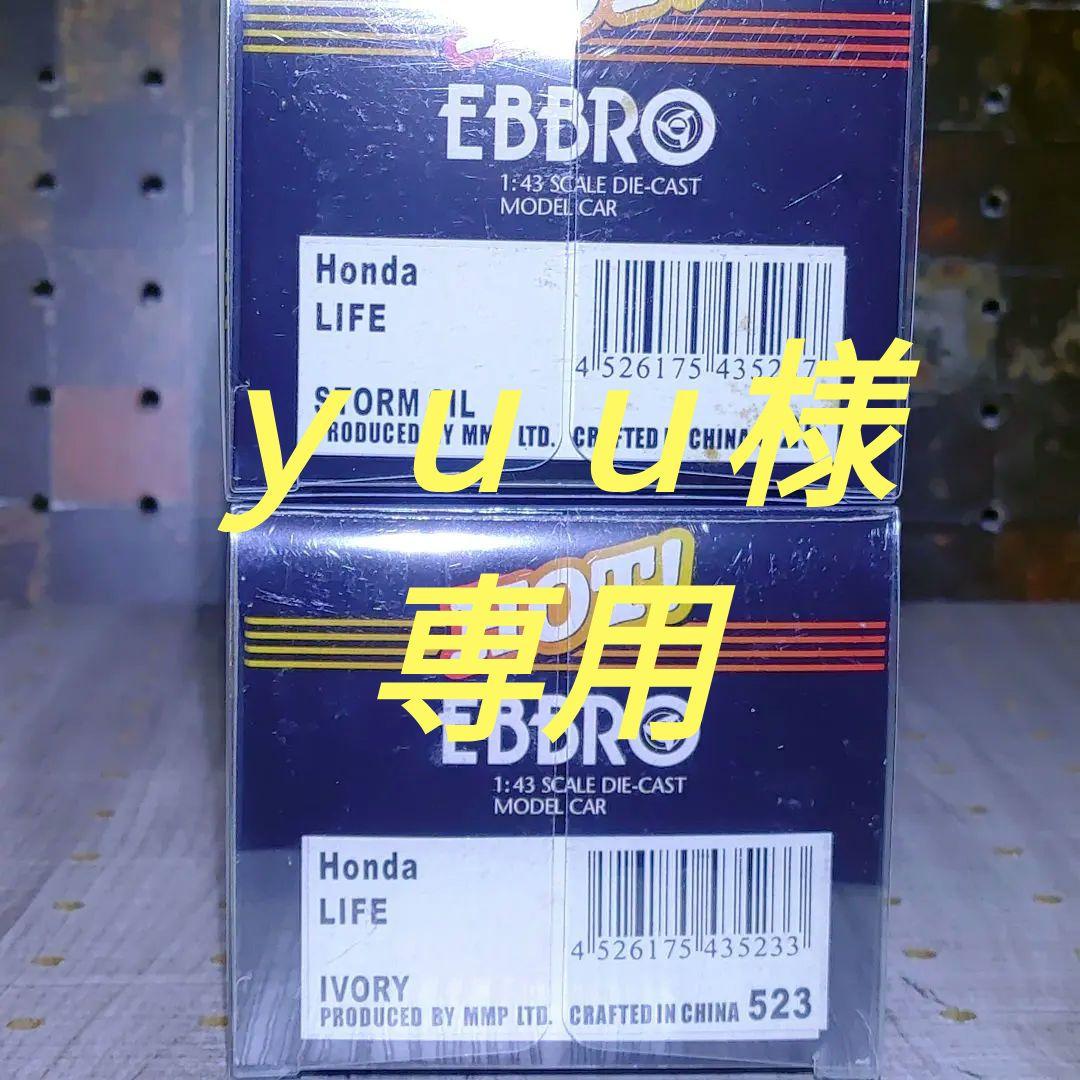 EBBRO
1:43 SCALE DIE-CAST
MODEL CAR
Honda
LIFE
4 526175
PRODUCED BY MMP LTD. CRAFTED IN CHINA
yuu様
専用
HOT!
EBBRO
1:43 SCALE DIE-CAST
MODEL CAR
Honda
LIFE
4 526175 435233
IVORY
PRODUCED BY MMP LTD. CRAFTED IN CHINA 523